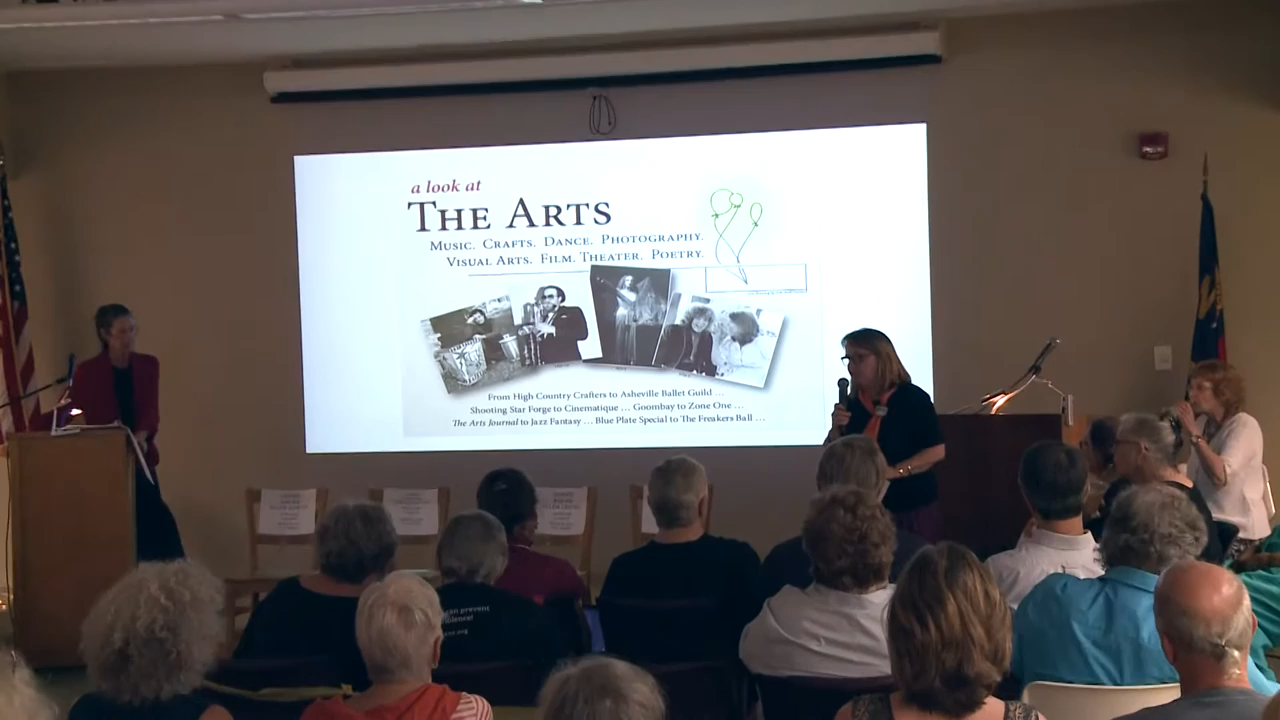 a look at
THE ARTS
MUSIC. CRAFTS. DANCE. PHOTOGRAPHY.
VISUAL ARTS. FILM. THEATER. POETRY.
From High Country Crafters to Asheville Ballet Guild ...
Shooting Star Forge to Cinematique ... Goombay to Zone One ...
The Arts Journal to Jazz Fantasy ... Blue Plate Special to The Freakers Ball ...
can prevent